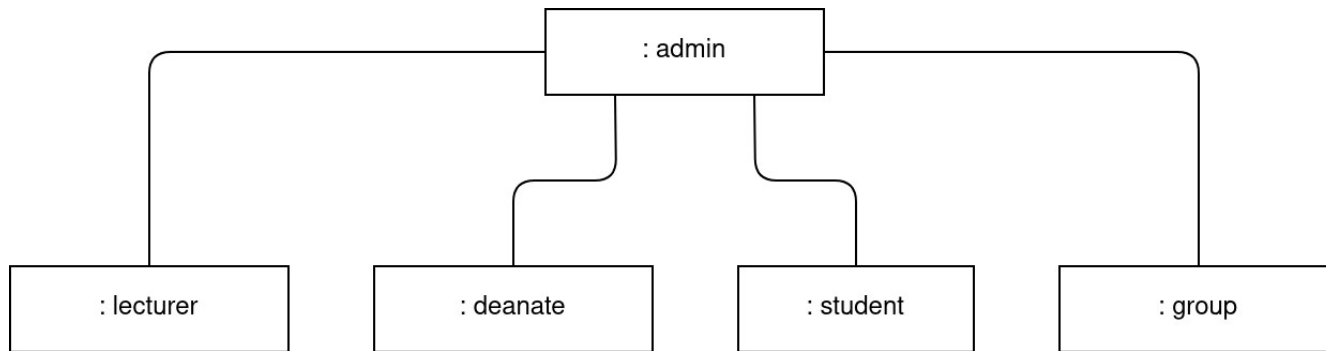 : admin
: lecturer
: deanate
: student
: group